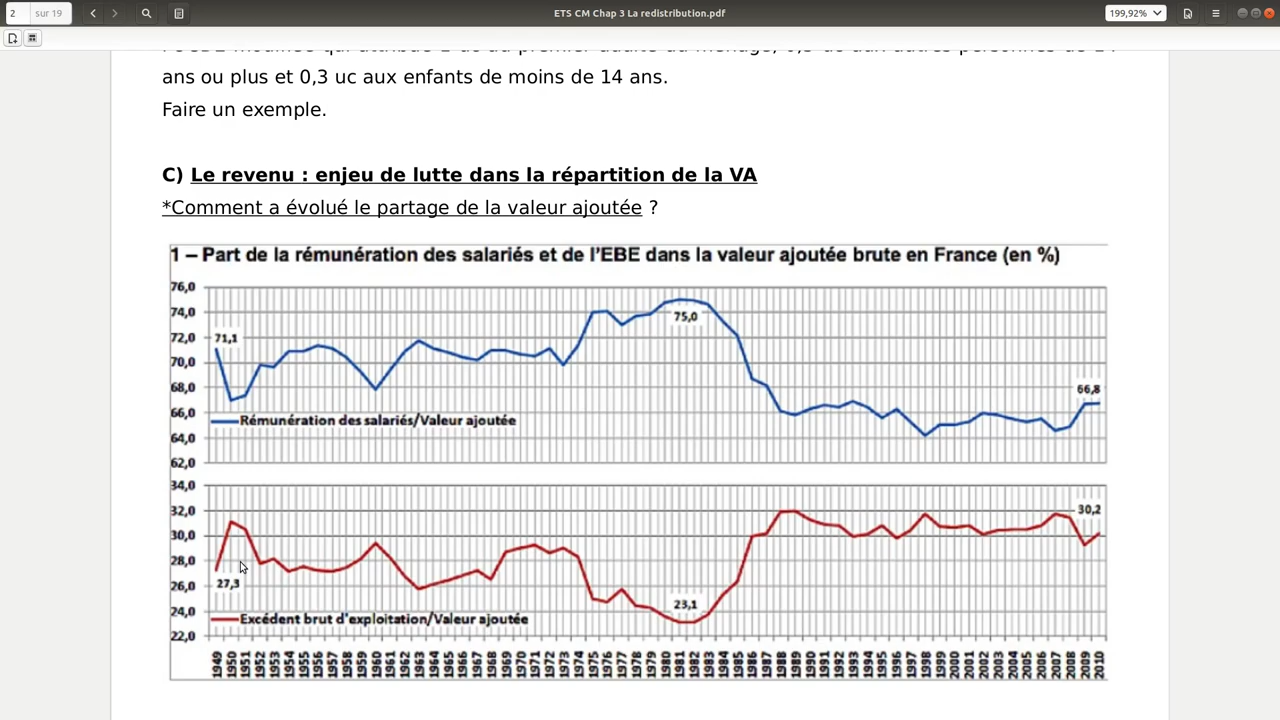 2 sur 19
ETS CM Chap 3 La redistribution.pdf
199,92%
ans ou plus et 0,3 uc aux enfants de moins de 14 ans.
Faire un exemple.
C) Le revenu : enjeu de lutte dans la répartition de la VA
*Comment a évolué le partage de la valeur ajoutée ?
1 – Part de la rémunération des salariés et de l'EBE dans la valeur ajoutée brute en France (en %)
76,0
74,0
75,0
72,0
71,1
70,0
68,0
66,8
66,0
Rémunération des salariés/Valeur ajoutée
64,0
62,0
34,0
32,0
30,2
30,0
28,0
27,3
26,0
24,0
23,1
Excédent brut d'exploitation/Valeur ajoutée
22,0
1949 1950 1951 1952 1953 1954 1955 1956 1957 1958 1959 1960 1961 1962 1963 1964 1965 1966 1967 1968 1969 1970 1971 1972 1973 1974 1975 1976 1977 1978 1979 1980 1981 1982 1983 1984 1985 1986 1987 1988 1989 1990 1991 1992 1993 1994 1995 1996 1997 1998 1999 2000 2001 2002 2003 2004 2005 2006 2007 2008 2009 2010